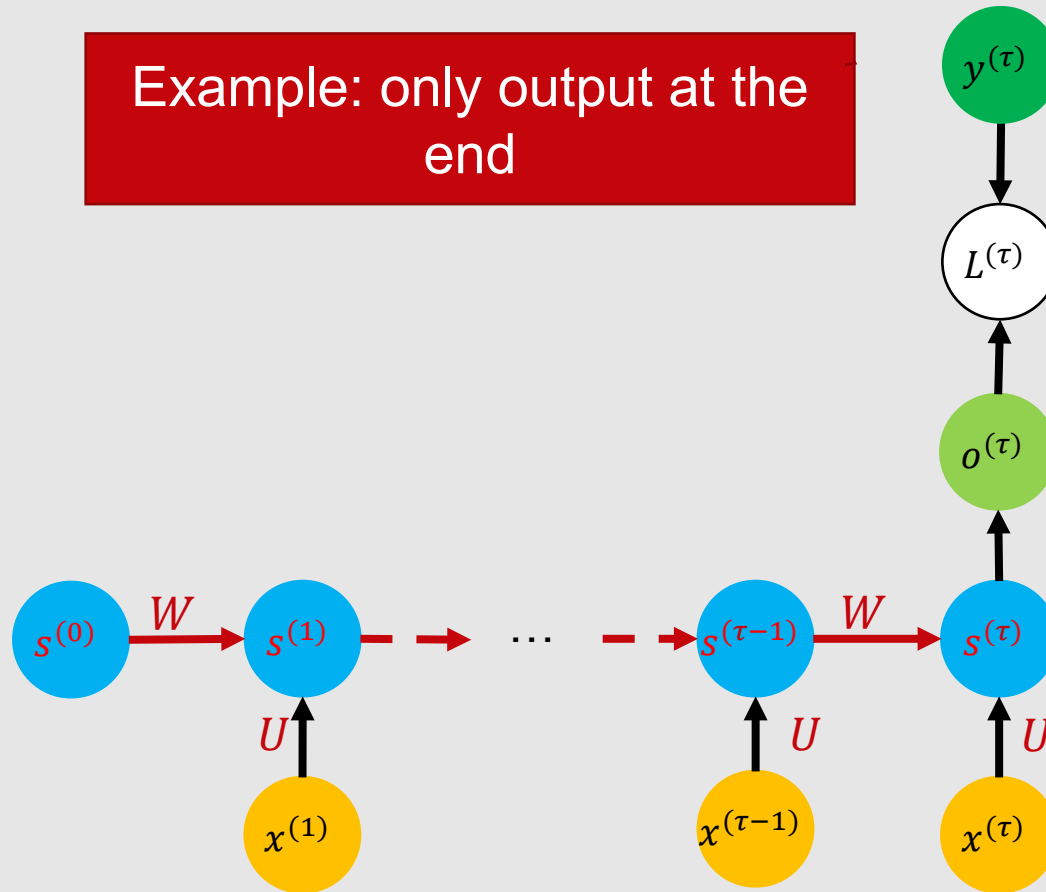 Example: only output at the
end
y^(τ)
L^(τ)
o^(τ)
s^(0) W s^(1) ⋯ s^(τ−1) W s^(τ)
U U U
x^(1) x^(τ−1) x^(τ)